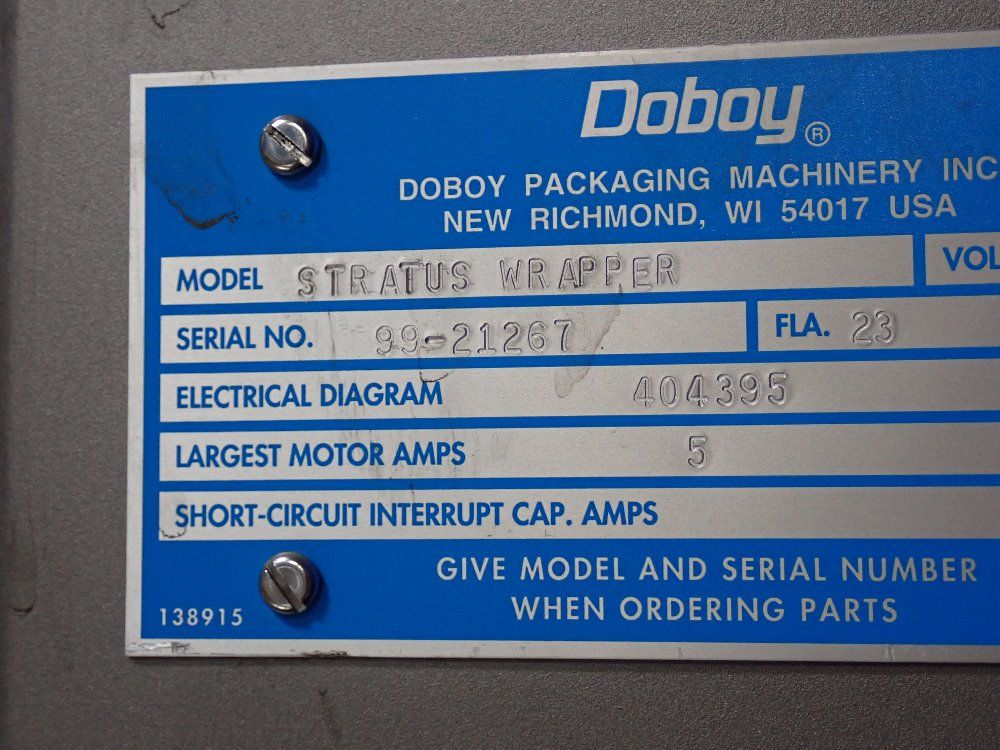 Doboy®
DOBOY PACKAGING MACHINERY INC
NEW RICHMOND, WI 54017 USA
MODEL STRATUS WRAPPER VOL
SERIAL NO. 99-21267 FLA. 23
ELECTRICAL DIAGRAM 404395
LARGEST MOTOR AMPS 5
SHORT-CIRCUIT INTERRUPT CAP. AMPS
GIVE MODEL AND SERIAL NUMBER
WHEN ORDERING PARTS
138915